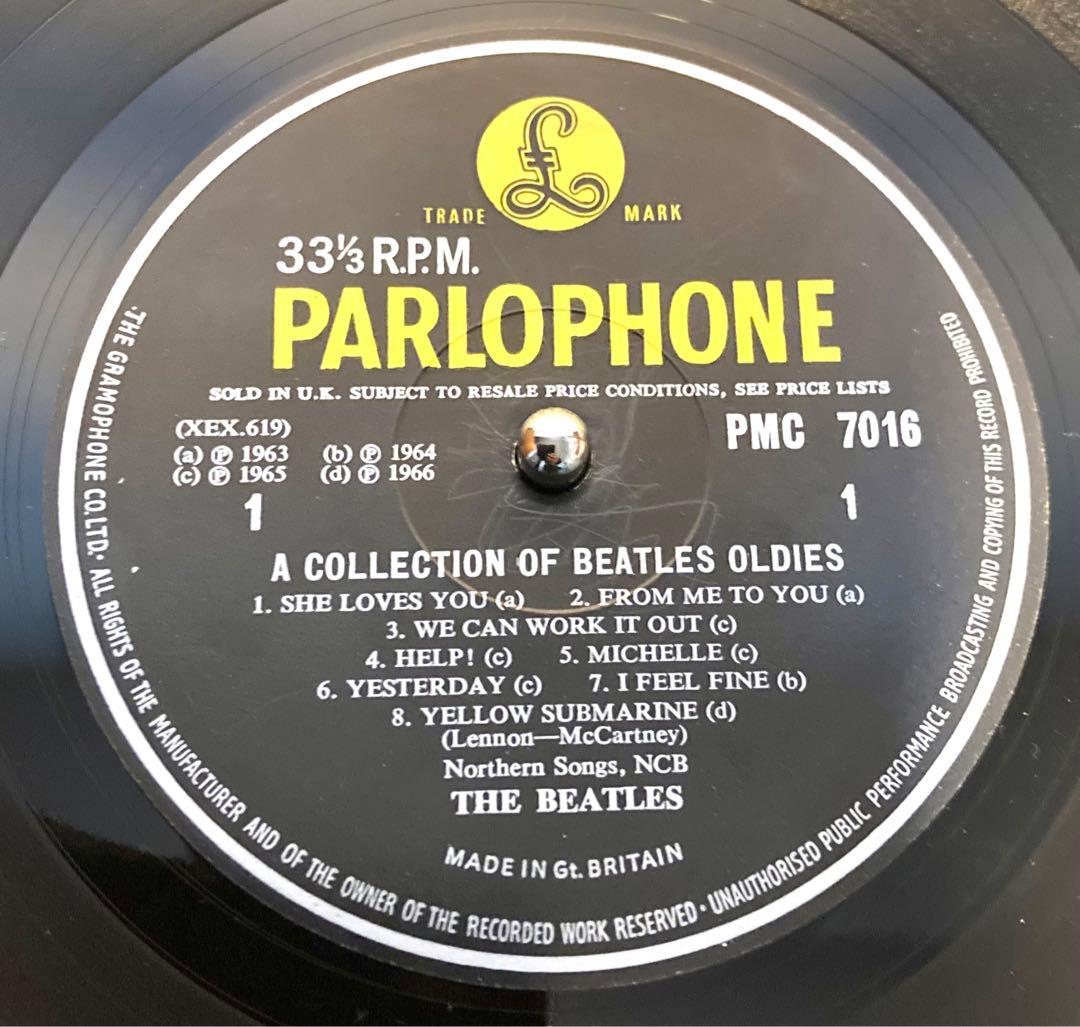 £
TRADE MARK
33⅓ R.P.M.
PARLOPHONE
SOLD IN U.K. SUBJECT TO RESALE PRICE CONDITIONS, SEE PRICE LISTS
(XEX.619)
(a) ℗ 1963 (b) ℗ 1964
(c) ℗ 1965 (d) ℗ 1966
PMC 7016
1 1
A COLLECTION OF BEATLES OLDIES
1. SHE LOVES YOU (a) 2. FROM ME TO YOU (a)
3. WE CAN WORK IT OUT (c)
4. HELP! (c) 5. MICHELLE (c)
6. YESTERDAY (c) 7. I FEEL FINE (b)
8. YELLOW SUBMARINE (d)
(Lennon—McCartney)
Northern Songs, NCB
THE BEATLES
MADE IN Gt. BRITAIN
THE GRAMOPHONE CO. LTD. · ALL RIGHTS OF THE MANUFACTURER AND OF THE OWNER OF THE RECORDED WORK RESERVED · UNAUTHORISED PUBLIC PERFORMANCE BROADCASTING AND COPYING OF THIS RECORD PROHIBITED